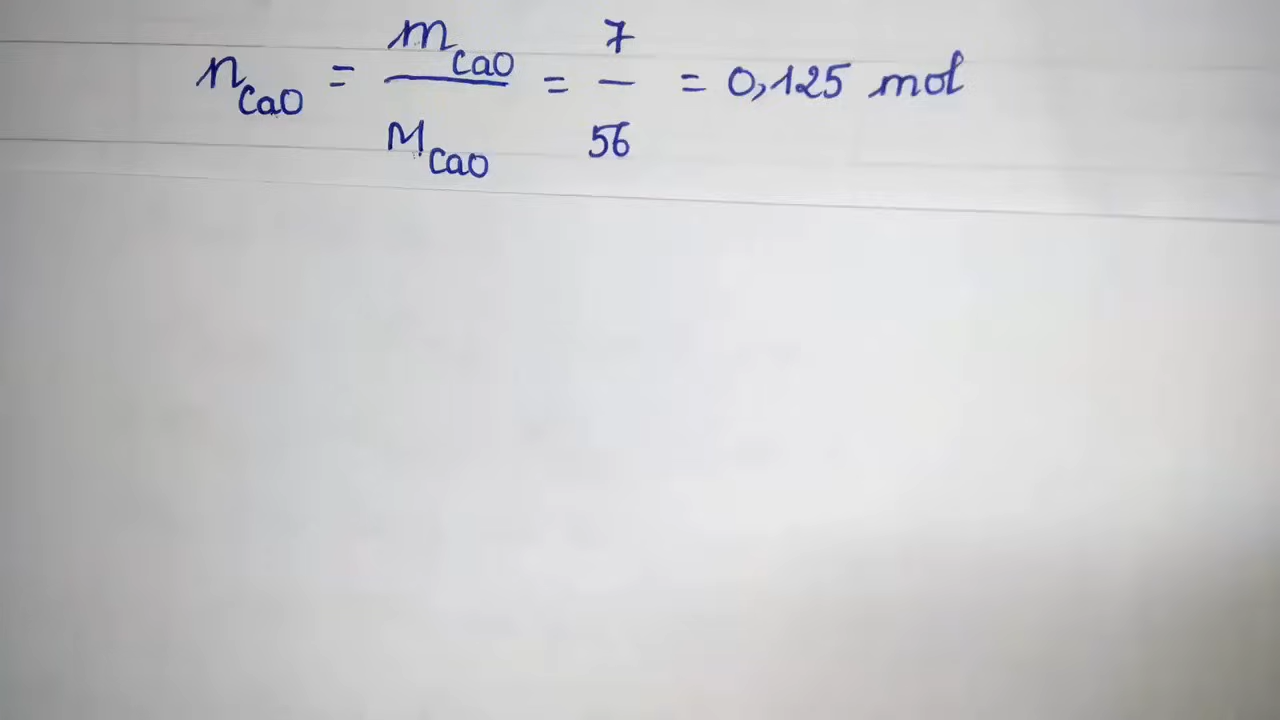 n_CaO = m_CaO / M_CaO = 7 / 56 = 0,125 mol